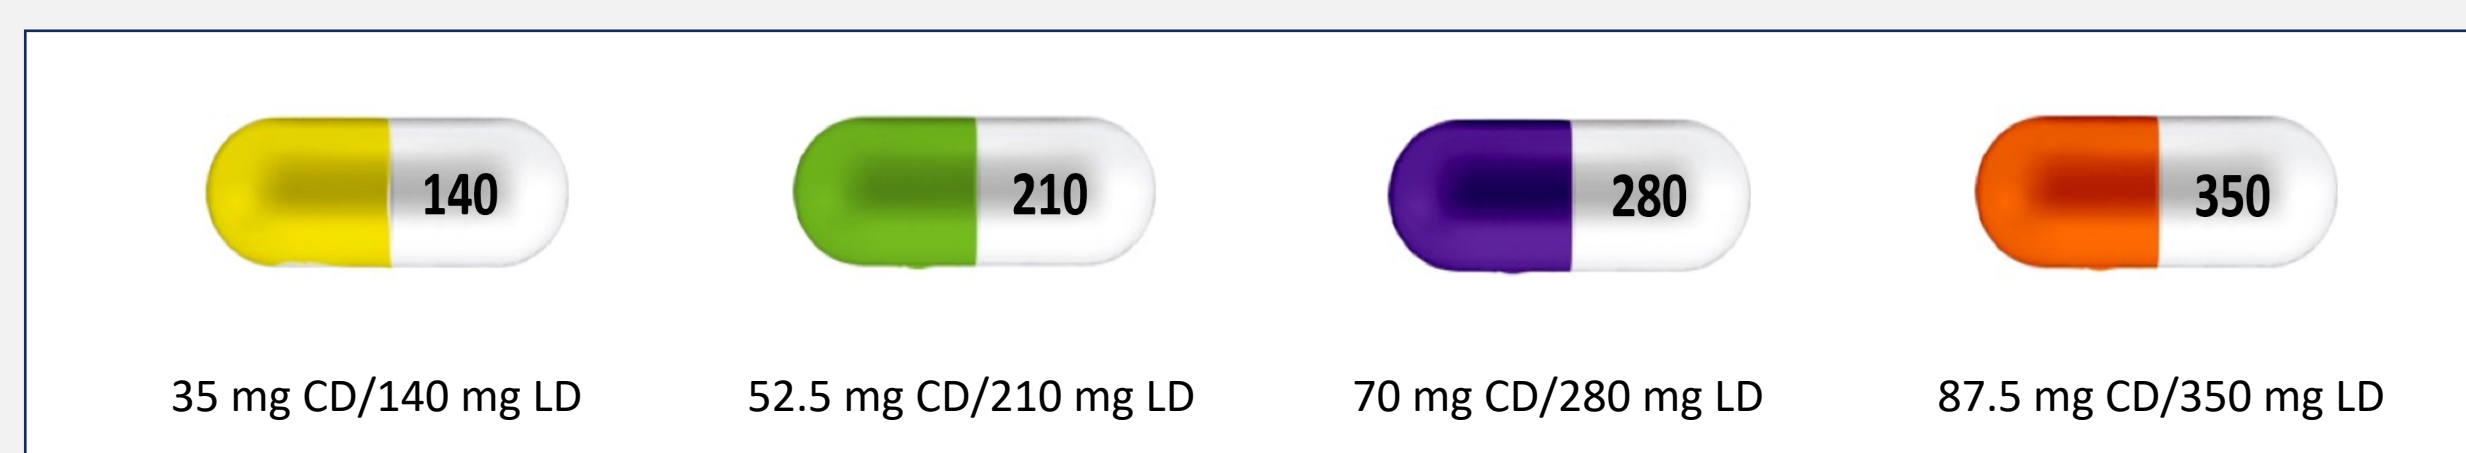 140
210
280
350
35 mg CD/140 mg LD
52.5 mg CD/210 mg LD
70 mg CD/280 mg LD
87.5 mg CD/350 mg LD